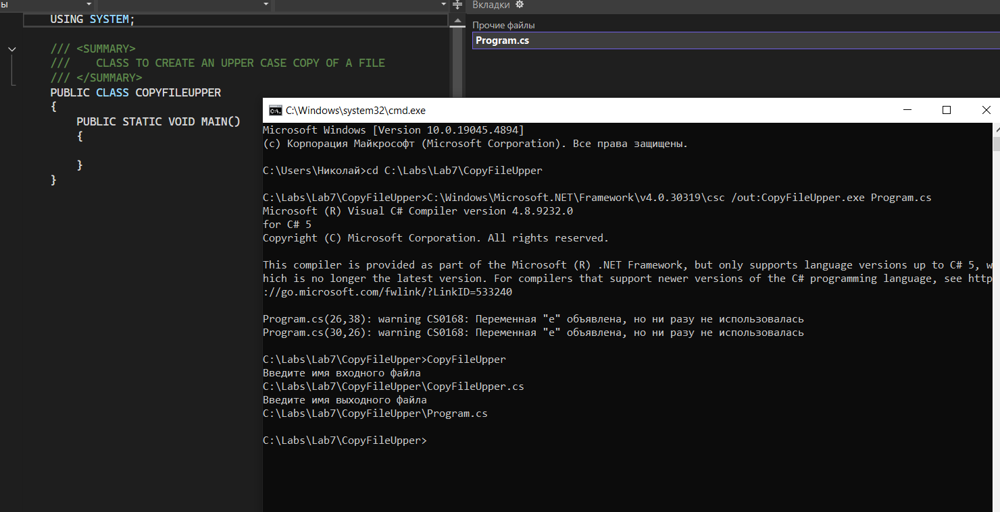 ы
Вкладки
Прочие файлы
Program.cs
USING SYSTEM;
/// <SUMMARY>
///    CLASS TO CREATE AN UPPER CASE COPY OF A FILE
/// </SUMMARY>
PUBLIC CLASS COPYFILEUPPER
{
    PUBLIC STATIC VOID MAIN()
    {
    }
}
C:\Windows\system32\cmd.exe
Microsoft Windows [Version 10.0.19045.4894]
(c) Корпорация Майкрософт (Microsoft Corporation). Все права защищены.
C:\Users\Николай>cd C:\Labs\Lab7\CopyFileUpper
C:\Labs\Lab7\CopyFileUpper>C:\Windows\Microsoft.NET\Framework\v4.0.30319\csc /out:CopyFileUpper.exe Program.cs
Microsoft (R) Visual C# Compiler version 4.8.9232.0
for C# 5
Copyright (C) Microsoft Corporation. All rights reserved.
This compiler is provided as part of the Microsoft (R) .NET Framework, but only supports language versions up to C# 5, w
hich is no longer the latest version. For compilers that support newer versions of the C# programming language, see http
://go.microsoft.com/fwlink/?LinkID=533240
Program.cs(26,38): warning CS0168: Переменная "e" объявлена, но ни разу не использовалась
Program.cs(30,26): warning CS0168: Переменная "e" объявлена, но ни разу не использовалась
C:\Labs\Lab7\CopyFileUpper>CopyFileUpper
Введите имя входного файла
C:\Labs\Lab7\CopyFileUpper\CopyFileUpper.cs
Введите имя выходного файла
C:\Labs\Lab7\CopyFileUpper\Program.cs
C:\Labs\Lab7\CopyFileUpper>